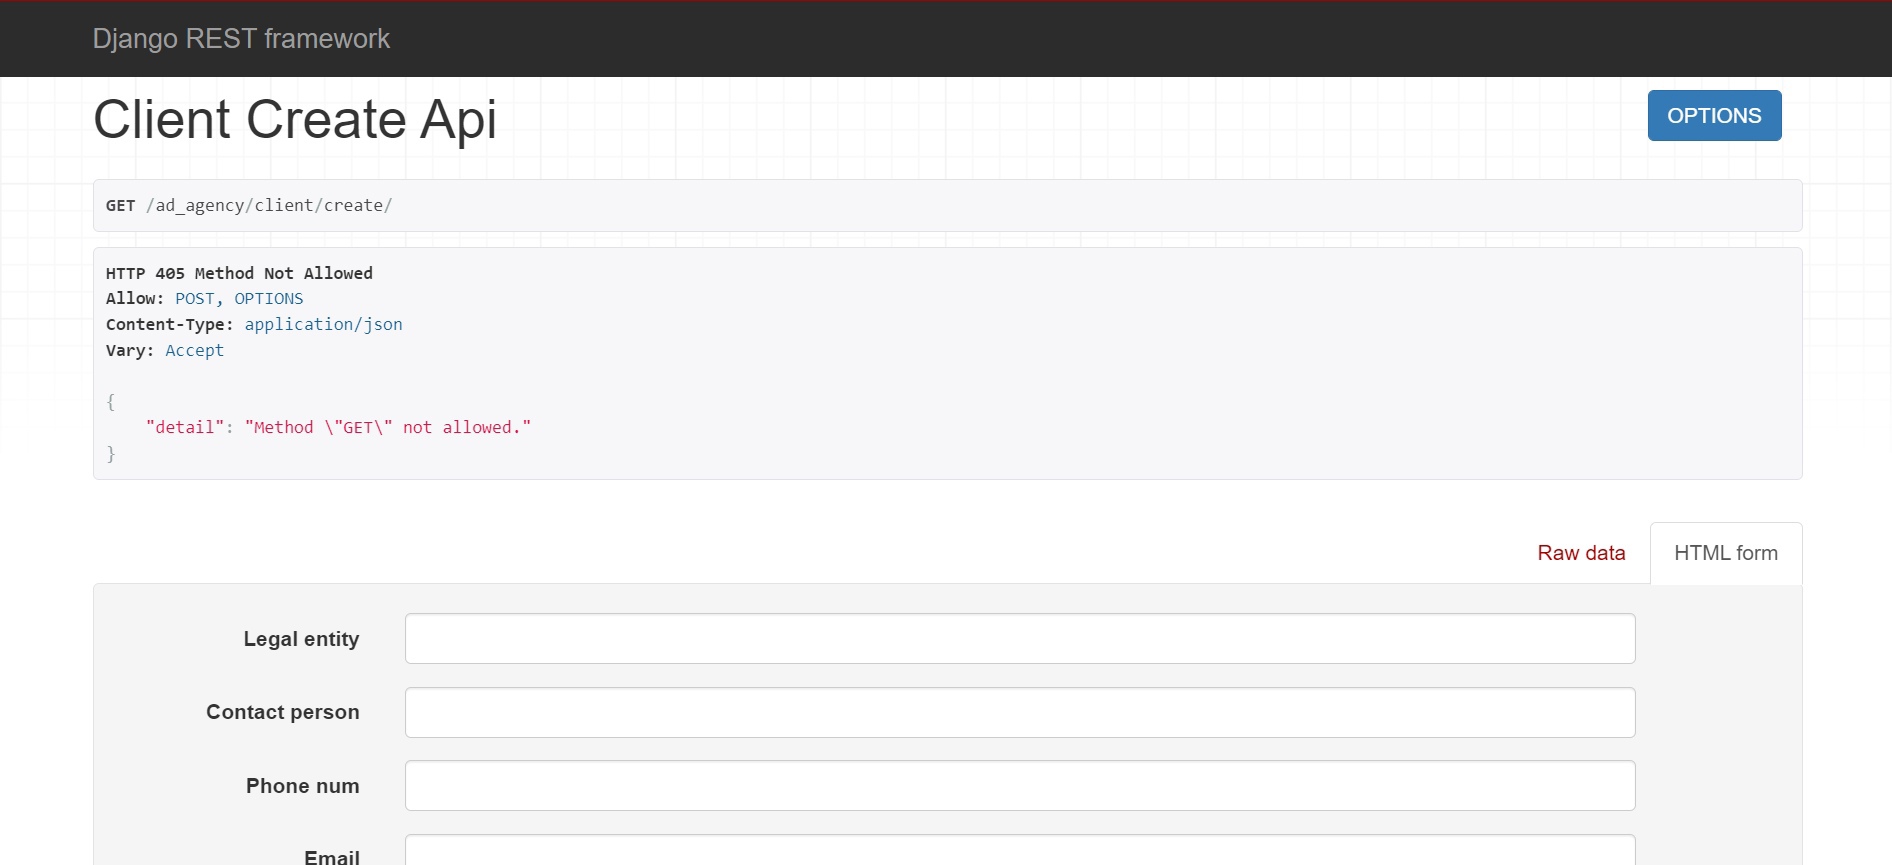 Django REST framework
Client Create Api
OPTIONS
GET /ad_agency/client/create/
HTTP 405 Method Not Allowed
Allow: POST, OPTIONS
Content-Type: application/json
Vary: Accept
{
    "detail": "Method \"GET\" not allowed."
}
Raw data
HTML form
Legal entity
Contact person
Phone num
Email